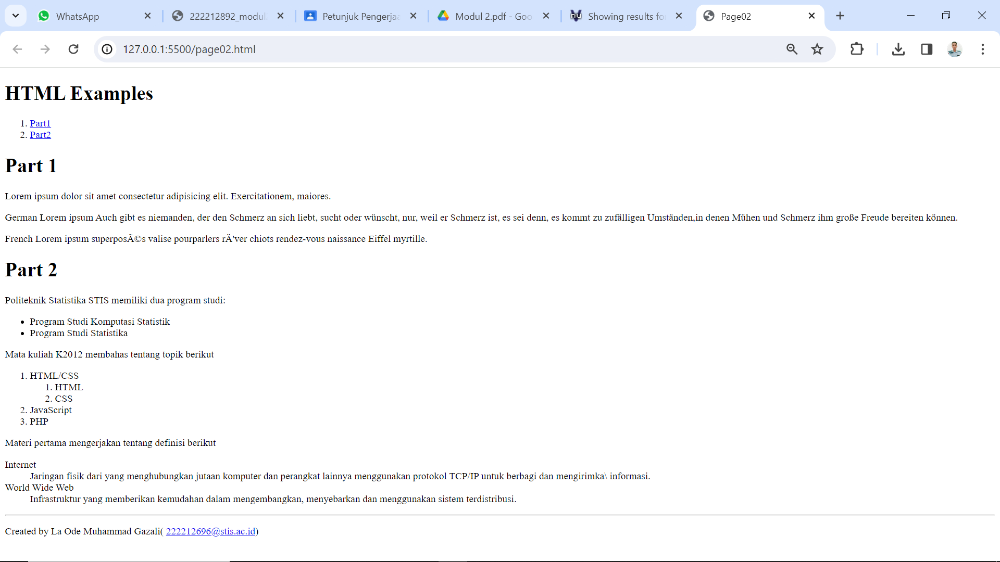 WhatsApp
222212892_modul
Petunjuk Pengerjaa
Modul 2.pdf - Goo
Showing results fo
Page02
127.0.0.1:5500/page02.html
HTML Examples
1. Part1
2. Part2
Part 1
Lorem ipsum dolor sit amet consectetur adipisicing elit. Exercitationem, maiores.
German Lorem ipsum Auch gibt es niemanden, der den Schmerz an sich liebt, sucht oder wünscht, nur, weil er Schmerz ist, es sei denn, es kommt zu zufälligen Umständen,in denen Mühen und Schmerz ihm große Freude bereiten können.
French Lorem ipsum superposÃ©s valise pourparlers rÄ'ver chiots rendez-vous naissance Eiffel myrtille.
Part 2
Politeknik Statistika STIS memiliki dua program studi:
• Program Studi Komputasi Statistik
• Program Studi Statistika
Mata kuliah K2012 membahas tentang topik berikut
1. HTML/CSS
1. HTML
2. CSS
2. JavaScript
3. PHP
Materi pertama mengerjakan tentang definisi berikut
Internet
Jaringan fisik dari yang menghubungkan jutaan komputer dan perangkat lainnya menggunakan protokol TCP/IP untuk berbagi dan mengirimka\ informasi.
World Wide Web
Infrastruktur yang memberikan kemudahan dalam mengembangkan, menyebarkan dan menggunakan sistem terdistribusi.
Created by La Ode Muhammad Gazali( 222212696@stis.ac.id)